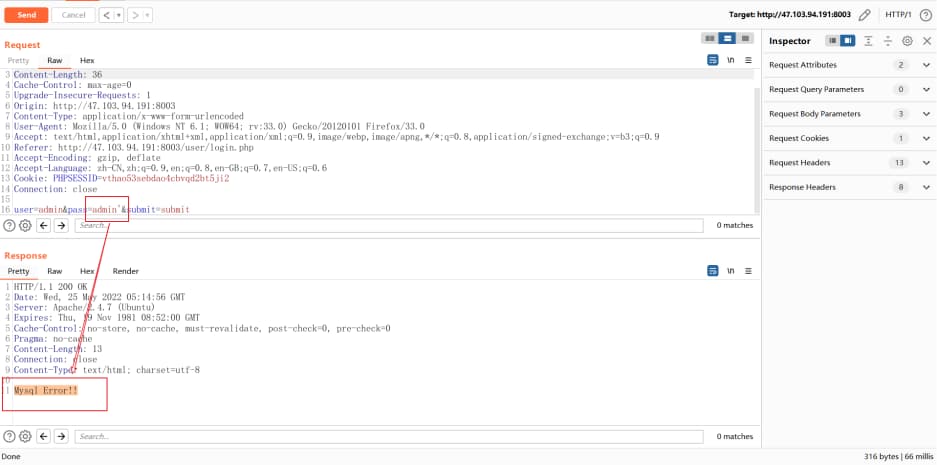 Send Cancel < > Target: http://47.103.94.191:8003 HTTP/1
Request
Pretty Raw Hex \n
3 Content-Length: 36
4 Cache-Control: max-age=0
5 Upgrade-Insecure-Requests: 1
6 Origin: http://47.103.94.191:8003
7 Content-Type: application/x-www-form-urlencoded
8 User-Agent: Mozilla/5.0 (Windows NT 6.1; WOW64; rv:33.0) Gecko/20120101 Firefox/33.0
9 Accept: text/html,application/xhtml+xml,application/xml;q=0.9,image/webp,image/apng,*/*;q=0.8,application/signed-exchange;v=b3;q=0.9
10 Referer: http://47.103.94.191:8003/user/login.php
11 Accept-Encoding: gzip, deflate
12 Accept-Language: zh-CN,zh;q=0.9,en;q=0.8,en-GB;q=0.7,en-US;q=0.6
13 Cookie: PHPSESSID=vthao53sebdao4cbvqd2bt5ji2
14 Connection: close
15
16 user=admin&pass=admin'&submit=submit
Search... 0 matches
Response
Pretty Raw Hex Render \n
1 HTTP/1.1 200 OK
2 Date: Wed, 25 May 2022 05:14:56 GMT
3 Server: Apache/2.4.7 (Ubuntu)
4 Expires: Thu, 19 Nov 1981 08:52:00 GMT
5 Cache-Control: no-store, no-cache, must-revalidate, post-check=0, pre-check=0
6 Pragma: no-cache
7 Content-Length: 13
8 Connection: close
9 Content-Type: text/html; charset=utf-8
10
11 Mysql Error!!
Search... 0 matches
Inspector
Request Attributes 2
Request Query Parameters 0
Request Body Parameters 3
Request Cookies 1
Request Headers 13
Response Headers 8
Done 316 bytes | 66 millis